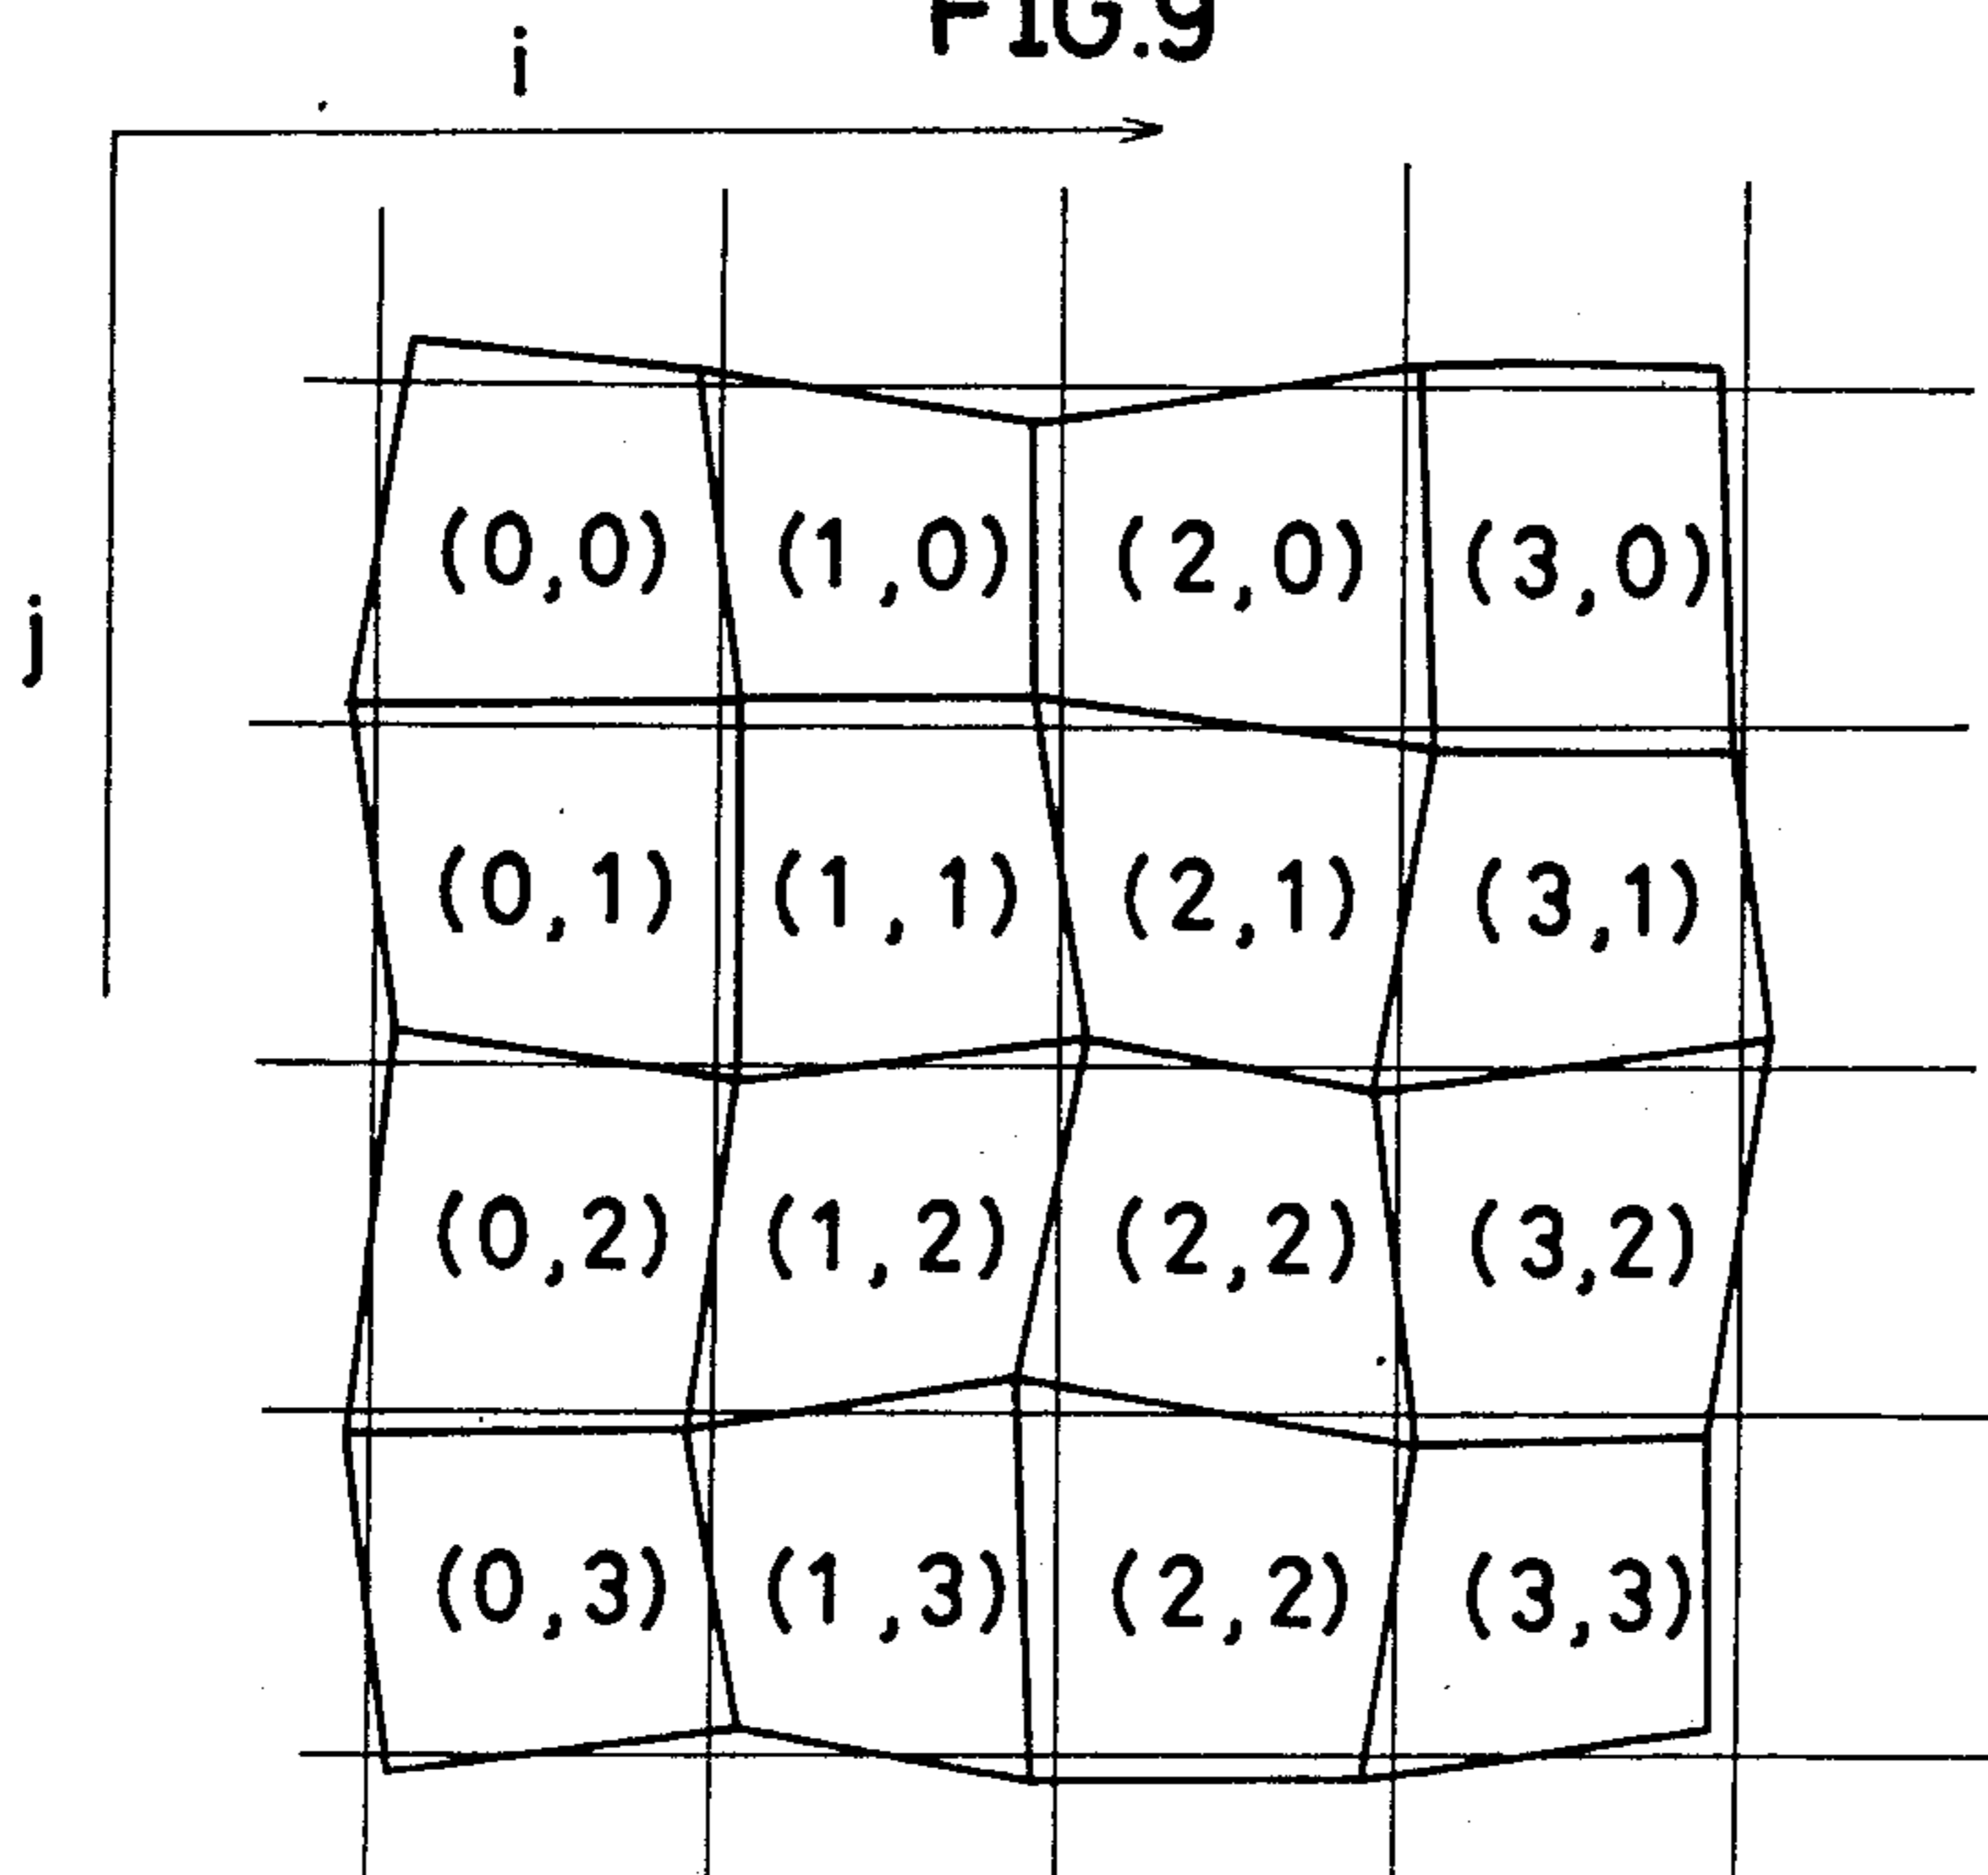 FIG.9
i
j
(0,0) (1,0) (2,0) (3,0)
(0,1) (1,1) (2,1) (3,1)
(0,2) (1,2) (2,2) (3,2)
(0,3) (1,3) (2,2) (3,3)